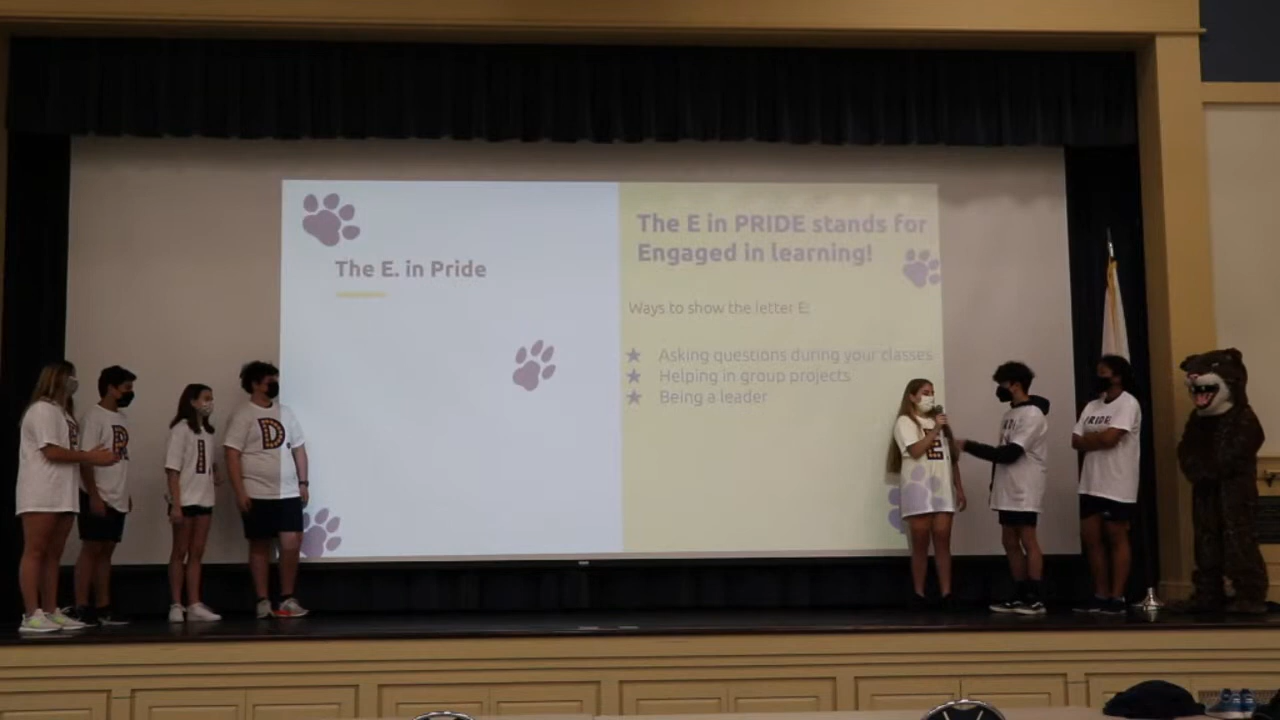 The E. in Pride
The E in PRIDE stands for
Engaged in learning!
Ways to show the letter E:
Asking questions during your classes
Helping in group projects
Being a leader
R
I
D
E
PRIDE